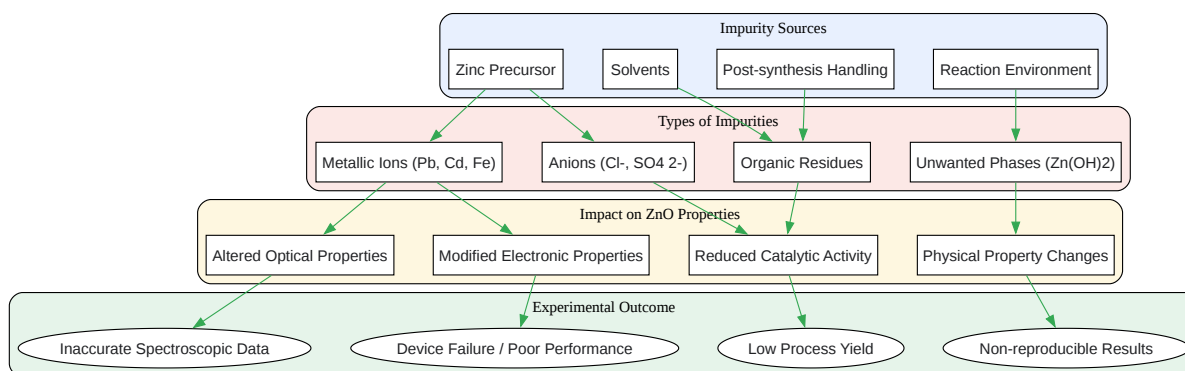 Impurity Sources
Zinc Precursor
Solvents
Post-synthesis Handling
Reaction Environment
Types of Impurities
Metallic Ions (Pb, Cd, Fe)
Anions (Cl-, SO4 2-)
Organic Residues
Unwanted Phases (Zn(OH)2)
Impact on ZnO Properties
Altered Optical Properties
Modified Electronic Properties
Reduced Catalytic Activity
Physical Property Changes
Experimental Outcome
Inaccurate Spectroscopic Data
Device Failure / Poor Performance
Low Process Yield
Non-reproducible Results